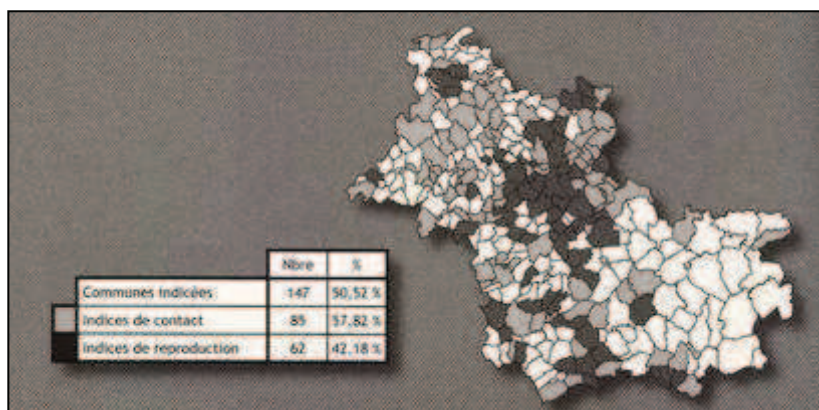 Nbre %
Communes Indicées 147 50,52 %
Indices de contact 85 57,82 %
Indices de reproduction 62 42,18 %